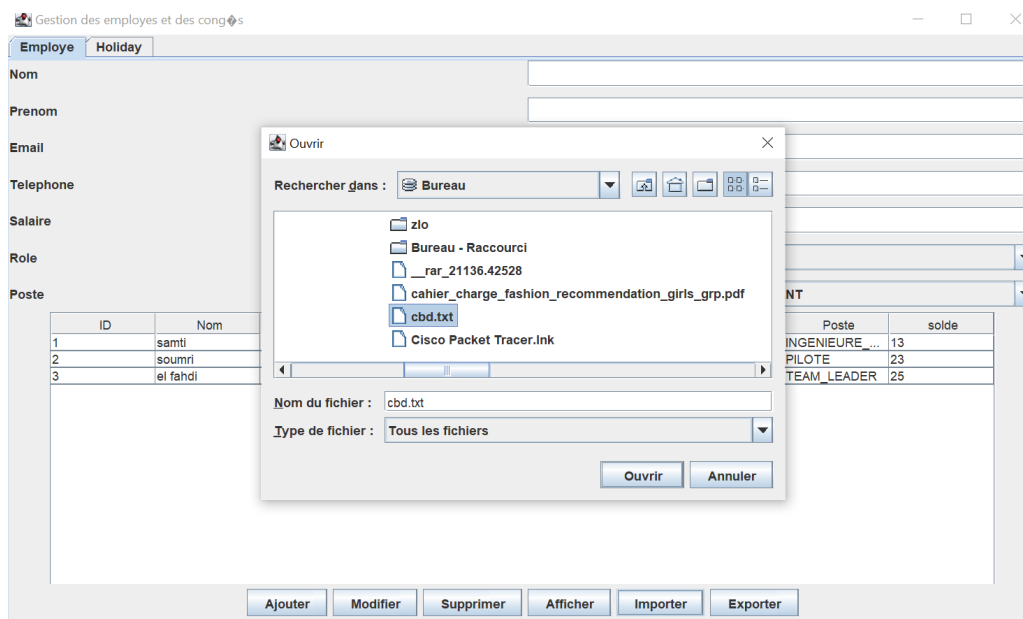 Gestion des employes et des cong�s
Employe Holiday
Nom
Prenom
Email
Telephone
Salaire
Role
Poste
NT
Ouvrir
Rechercher dans : Bureau
zlo
Bureau - Raccourci
__rar_21136.42528
cahier_charge_fashion_recommendation_girls_grp.pdf
cbd.txt
Cisco Packet Tracer.lnk
Nom du fichier : cbd.txt
Type de fichier : Tous les fichiers
Ouvrir Annuler
ID Nom Poste solde
1 samti INGENIEURE_... 13
2 soumri PILOTE 23
3 el fahdi TEAM_LEADER 25
Ajouter Modifier Supprimer Afficher Importer Exporter